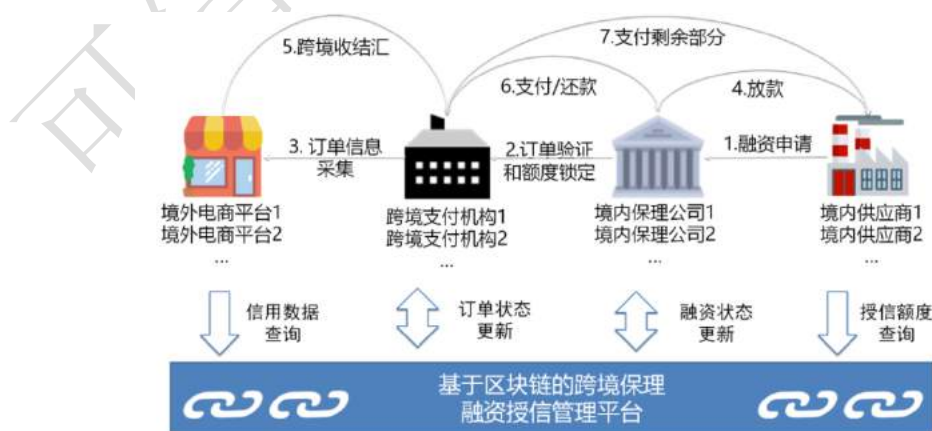 5.跨境收结汇
7.支付剩余部分
6.支付/还款
4.放款
3. 订单信息
采集
2.订单验证
和额度锁定
1.融资申请
境外电商平台1
境外电商平台2
...
跨境支付机构1
跨境支付机构2
...
境内保理公司1
境内保理公司2
...
境内供应商1
境内供应商2
...
信用数据
查询
订单状态
更新
融资状态
更新
授信额度
查询
基于区块链的跨境保理
融资授信管理平台